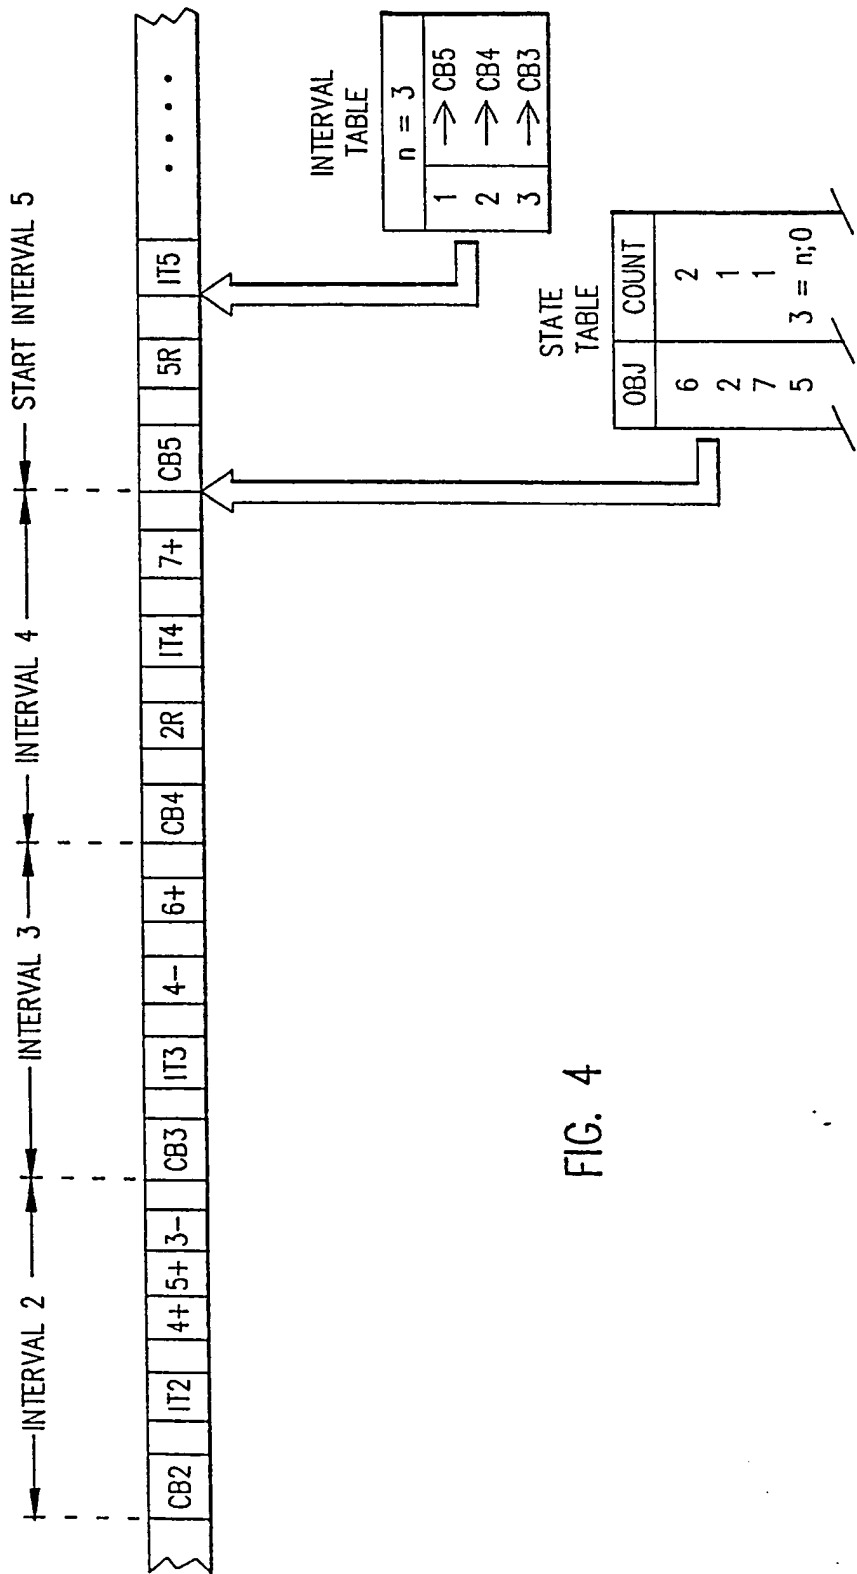 INTERVAL 2 INTERVAL 3 INTERVAL 4 START INTERVAL 5
CB2 IT2 4+ 5+ 3- CB3 IT3 4- 6+ CB4 2R IT4 7+ CB5 5R IT5 • • • •
INTERVAL
TABLE
n = 3
1 → CB5
2 → CB4
3 → CB3
STATE
TABLE
OBJ COUNT
6 2
2 1
7 1
5 3 = n;0
FIG. 4